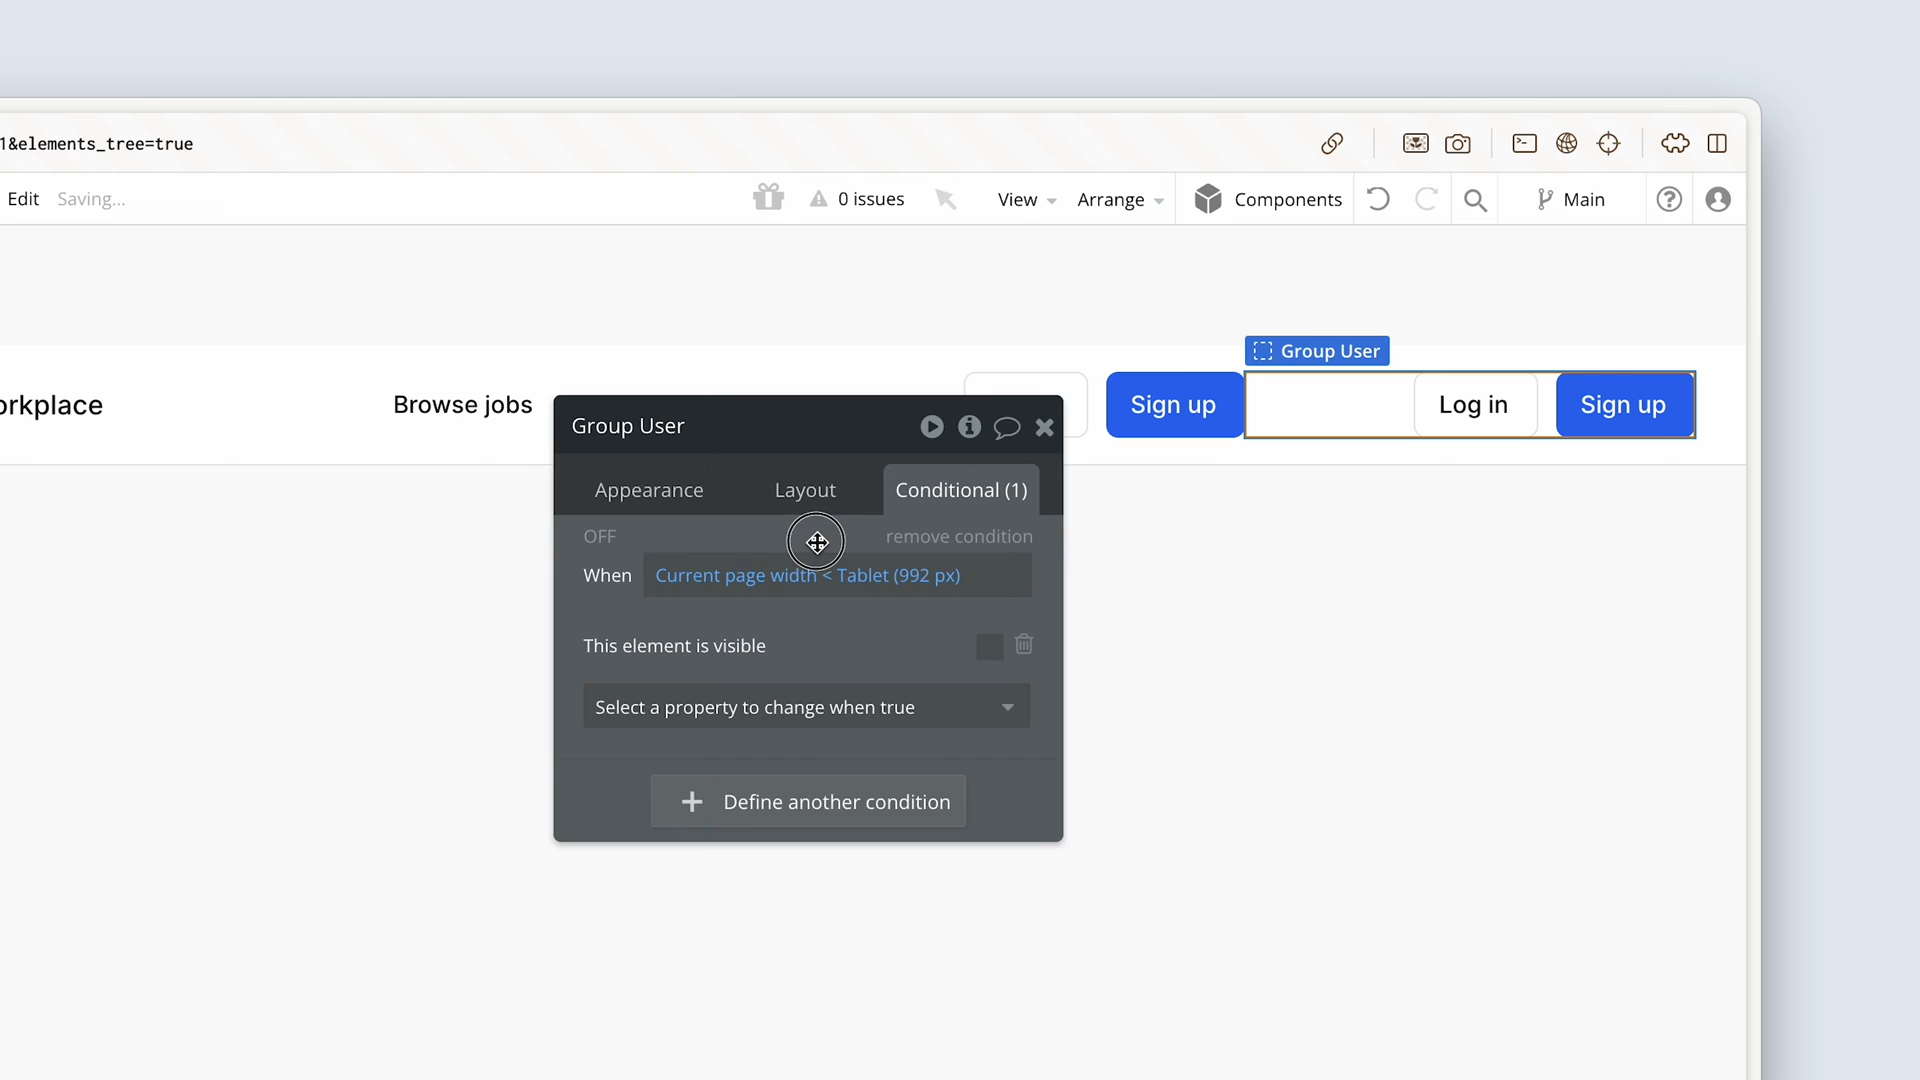 1&elements_tree=true
Edit Saving... 0 issues View Arrange Components Main
Group User
orkplace Browse jobs Sign up Log in Sign up
Group User
Appearance Layout Conditional (1)
OFF remove condition
When Current page width < Tablet (992 px)
This element is visible
Select a property to change when true
Define another condition